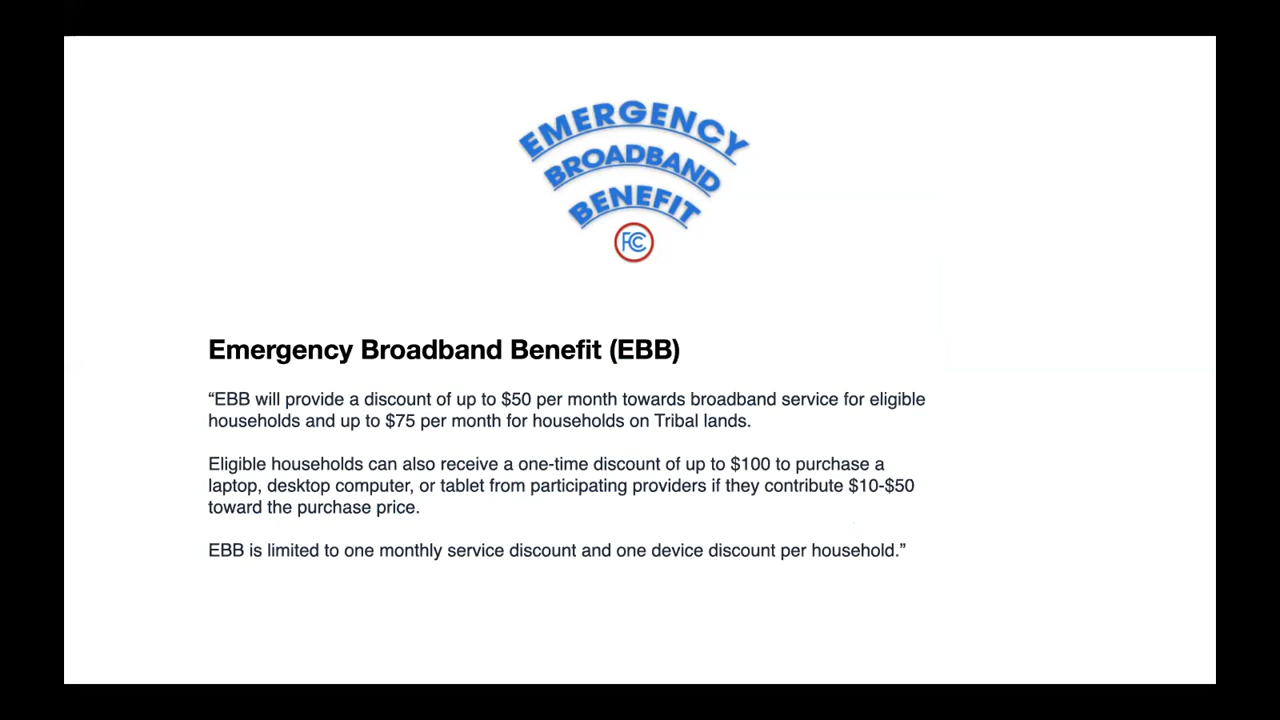 EMERGENCY
BROADBAND
BENEFIT
FCC
Emergency Broadband Benefit (EBB)
“EBB will provide a discount of up to $50 per month towards broadband service for eligible
households and up to $75 per month for households on Tribal lands.
Eligible households can also receive a one-time discount of up to $100 to purchase a
laptop, desktop computer, or tablet from participating providers if they contribute $10-$50
toward the purchase price.
EBB is limited to one monthly service discount and one device discount per household.”